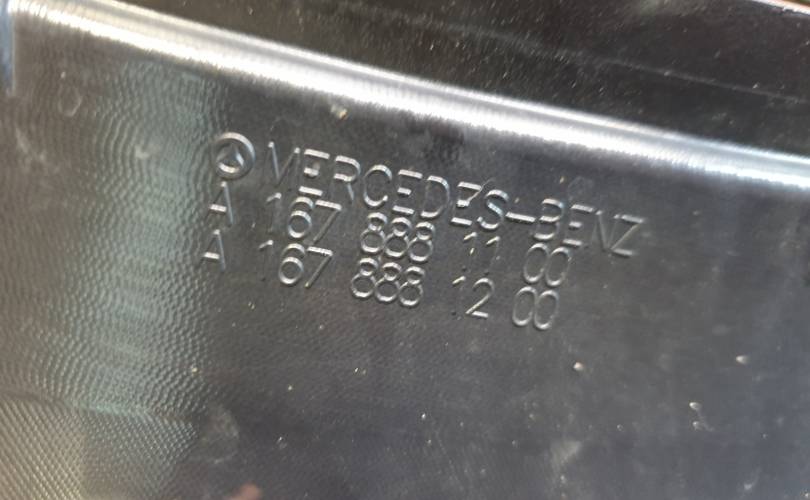 MERCEDES-BENZ
A 167 888 11 00
A 167 888 12 00